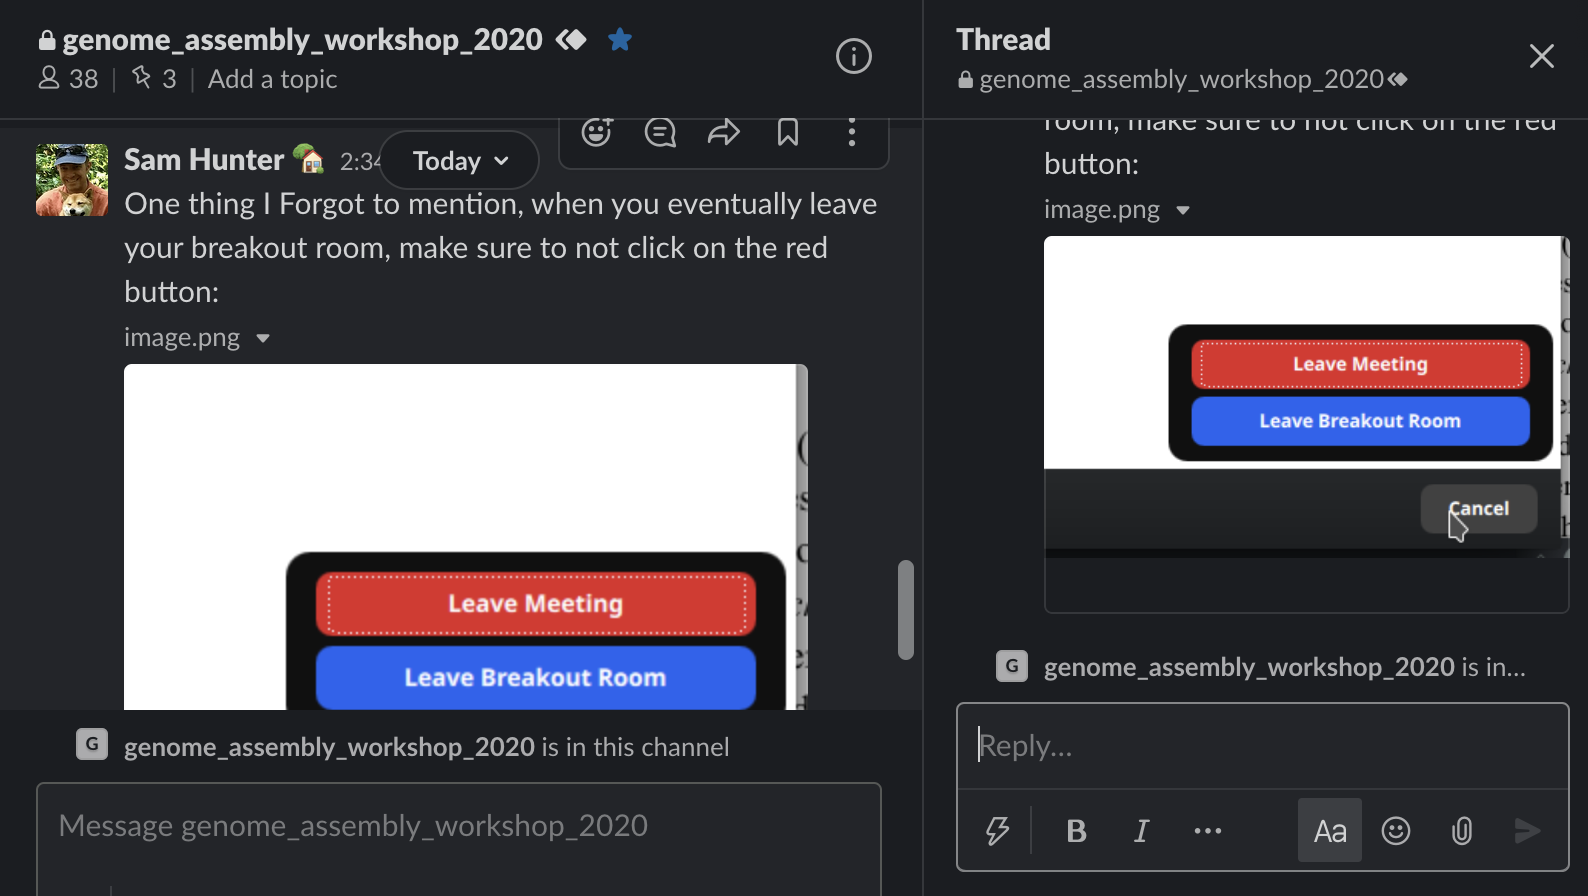 genome_assembly_workshop_2020
38 | 3 | Add a topic
Sam Hunter 2:34
Today
One thing I Forgot to mention, when you eventually leave
your breakout room, make sure to not click on the red
button:
image.png
Leave Meeting
Leave Breakout Room
G genome_assembly_workshop_2020 is in this channel
Message genome_assembly_workshop_2020
Thread
genome_assembly_workshop_2020
room, make sure to not click on the red
button:
image.png
Leave Meeting
Leave Breakout Room
Cancel
G genome_assembly_workshop_2020 is in...
Reply...
B I ... Aa